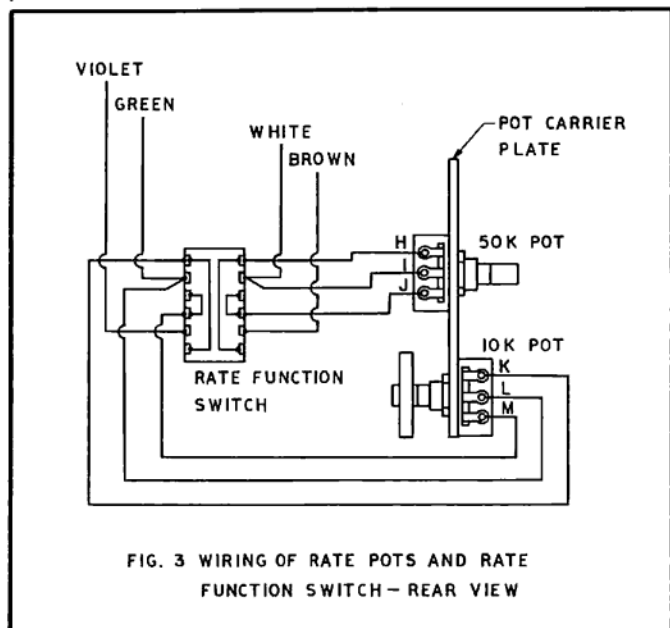 VIOLET
GREEN
WHITE
BROWN
POT CARRIER
PLATE
H
I
J
50K POT
10K POT
K
L
M
RATE FUNCTION
SWITCH
FIG. 3 WIRING OF RATE POTS AND RATE
FUNCTION SWITCH – REAR VIEW